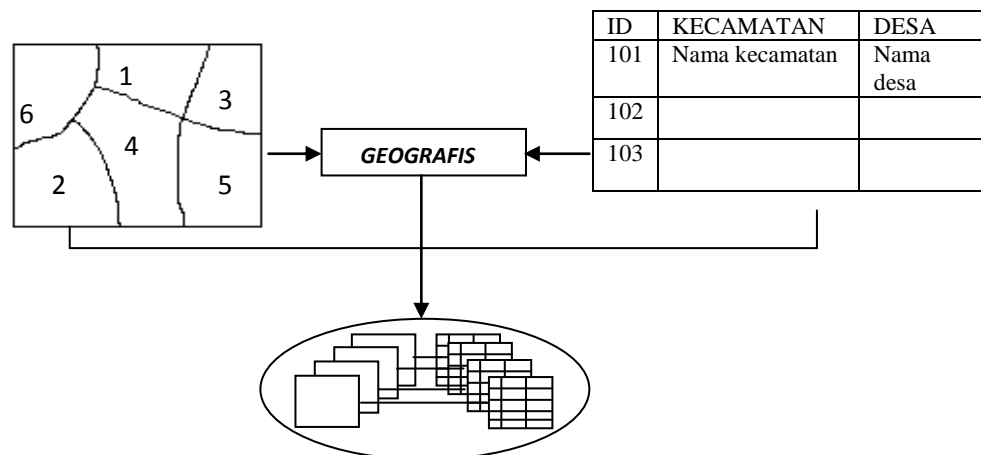 1
3
6
4
2
5
GEOGRAFIS
ID KECAMATAN DESA
101 Nama kecamatan Nama
desa
102
103